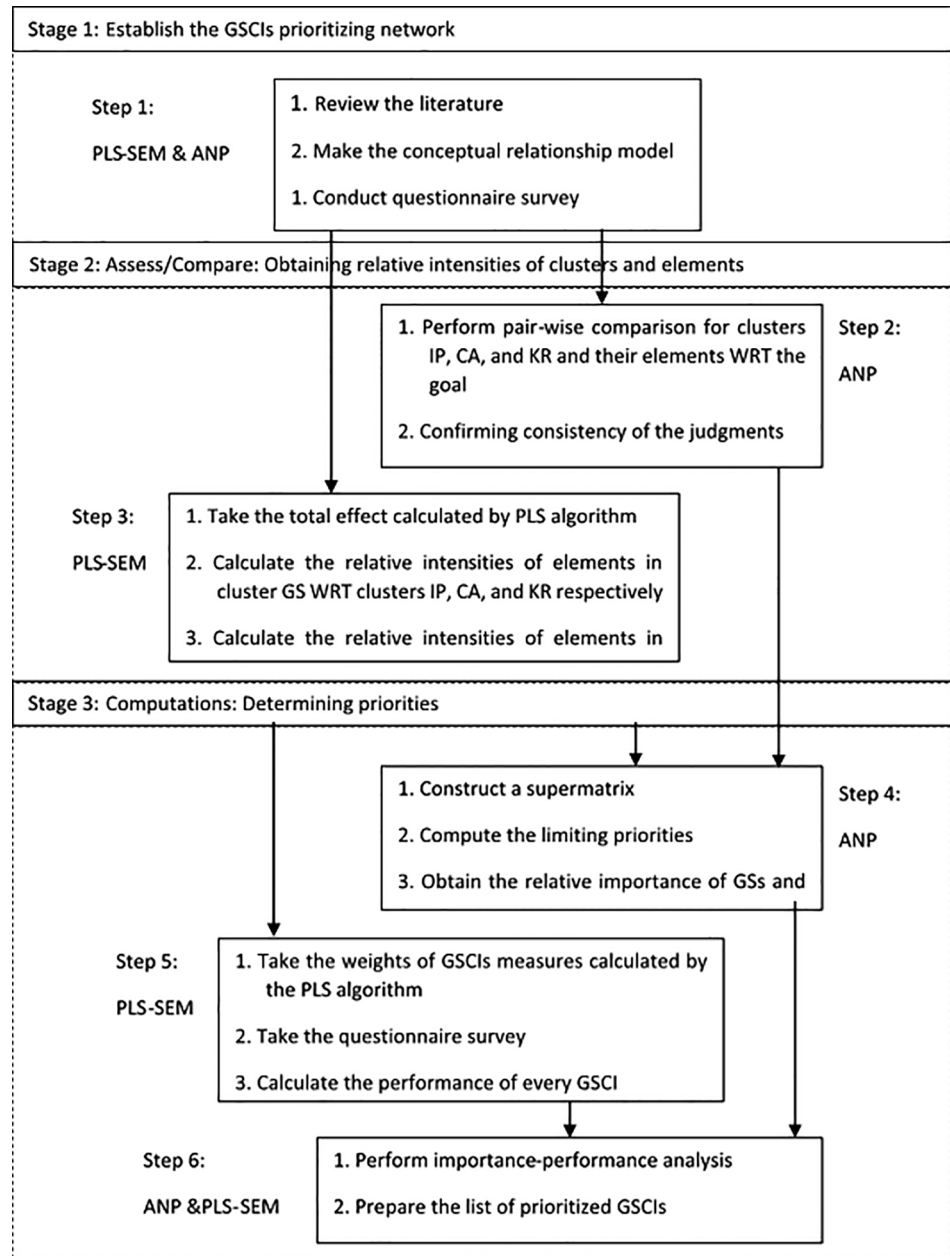 Stage 1: Establish the GSCIs prioritizing network
Step 1:
PLS-SEM & ANP
1. Review the literature
2. Make the conceptual relationship model
1. Conduct questionnaire survey
Stage 2: Assess/Compare: Obtaining relative intensities of clusters and elements
1. Perform pair-wise comparison for clusters
IP, CA, and KR and their elements WRT the
goal
2. Confirming consistency of the judgments
Step 2:
ANP
Step 3:
PLS-SEM
1. Take the total effect calculated by PLS algorithm
2. Calculate the relative intensities of elements in
cluster GS WRT clusters IP, CA, and KR respectively
3. Calculate the relative intensities of elements in
Stage 3: Computations: Determining priorities
1. Construct a supermatrix
2. Compute the limiting priorities
3. Obtain the relative importance of GSs and
Step 4:
ANP
Step 5:
PLS-SEM
1. Take the weights of GSCIs measures calculated by
the PLS algorithm
2. Take the questionnaire survey
3. Calculate the performance of every GSCI
Step 6:
ANP &PLS-SEM
1. Perform importance-performance analysis
2. Prepare the list of prioritized GSCIs